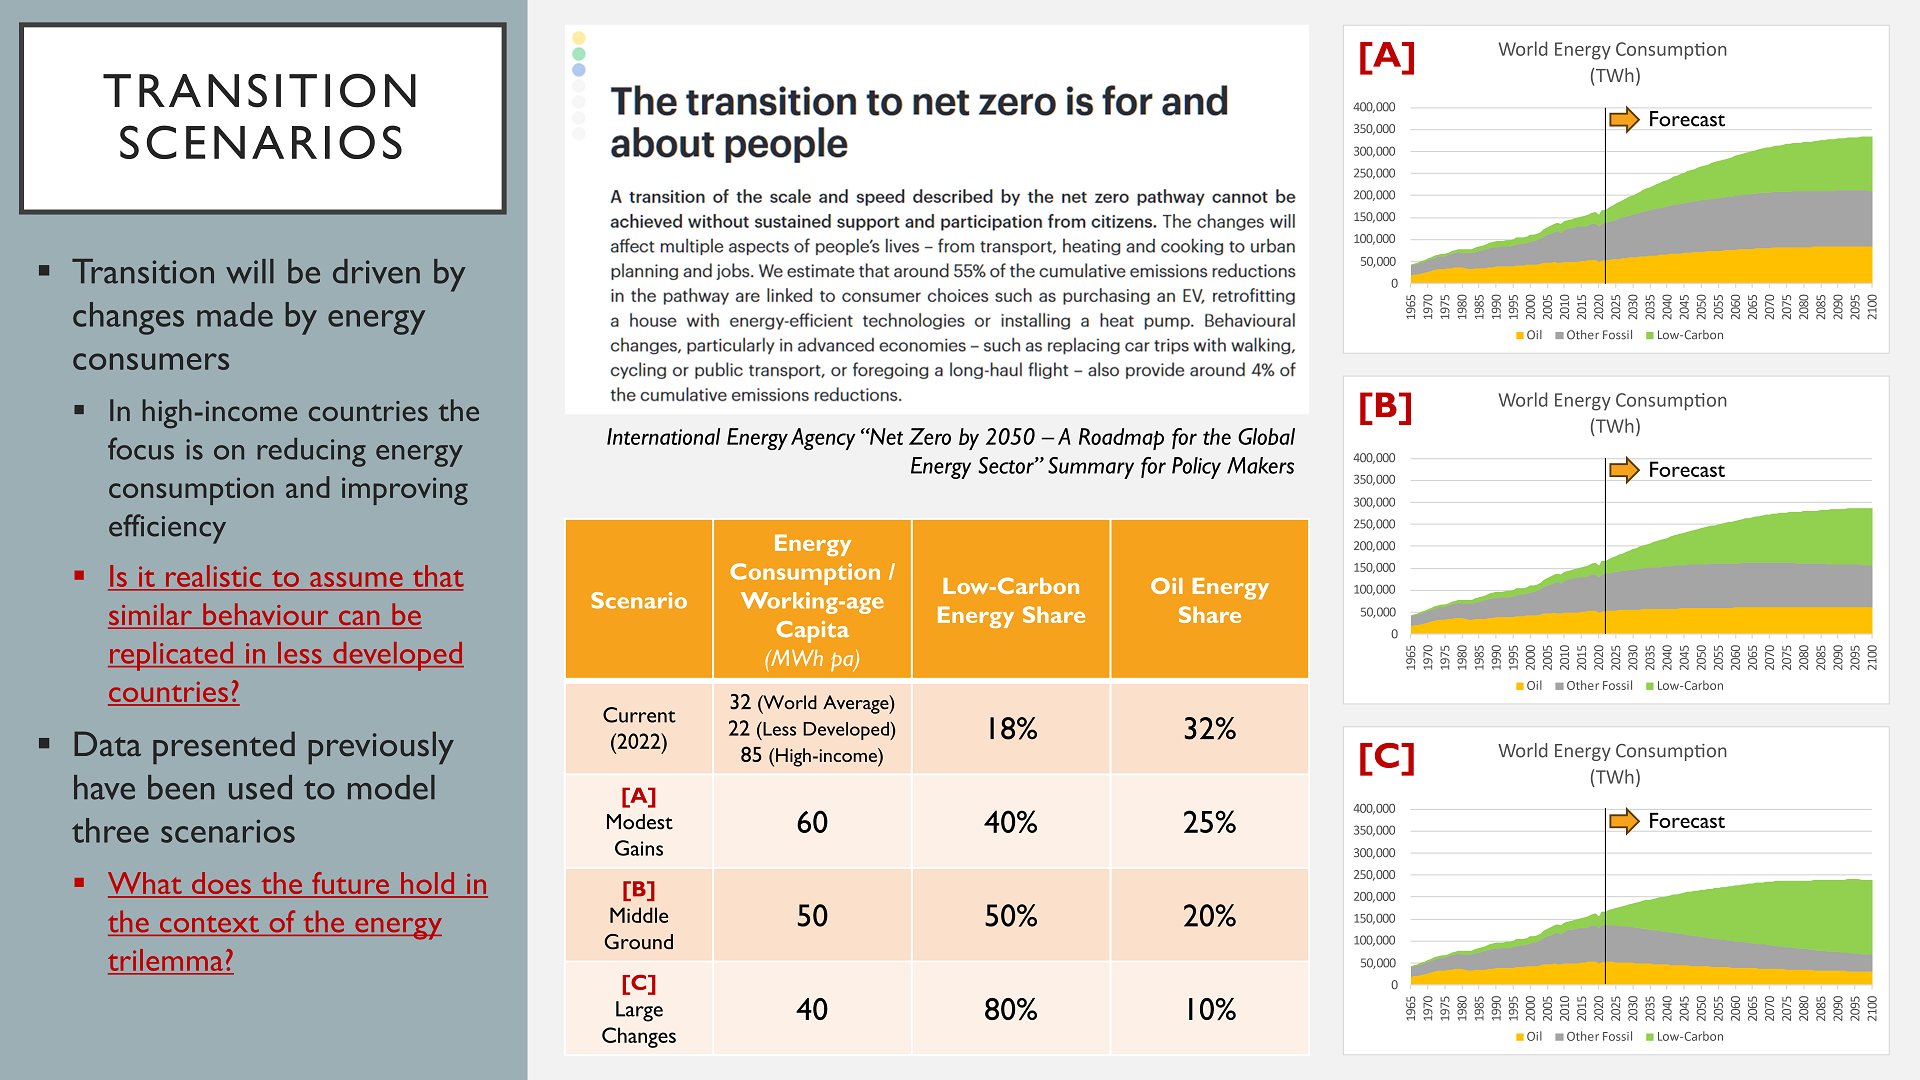 TRANSITION
SCENARIOS
▪ Transition will be driven by
changes made by energy
consumers
▪ In high-income countries the
focus is on reducing energy
consumption and improving
efficiency
▪ Is it realistic to assume that
similar behaviour can be
replicated in less developed
countries?
▪ Data presented previously
have been used to model
three scenarios
▪ What does the future hold in
the context of the energy
trilemma?
The transition to net zero is for and
about people
A transition of the scale and speed described by the net zero pathway cannot be
achieved without sustained support and participation from citizens. The changes will
affect multiple aspects of people's lives – from transport, heating and cooking to urban
planning and jobs. We estimate that around 55% of the cumulative emissions reductions
in the pathway are linked to consumer choices such as purchasing an EV, retrofitting
a house with energy-efficient technologies or installing a heat pump. Behavioural
changes, particularly in advanced economies – such as replacing car trips with walking,
cycling or public transport, or foregoing a long-haul flight – also provide around 4% of
the cumulative emissions reductions.
International Energy Agency “Net Zero by 2050 – A Roadmap for the Global
Energy Sector” Summary for Policy Makers
Scenario
Energy
Consumption /
Working-age
Capita
(MWh pa)
Low-Carbon
Energy Share
Oil Energy
Share
Current
(2022)
32 (World Average)
22 (Less Developed)
85 (High-income)
18%
32%
[A]
Modest
Gains
60
40%
25%
[B]
Middle
Ground
50
50%
20%
[C]
Large
Changes
40
80%
10%
[A]
World Energy Consumption
(TWh)
400,000
350,000
300,000
250,000
200,000
150,000
100,000
50,000
0
Forecast
1965 1970 1975 1980 1985 1990 1995 2000 2005 2010 2015 2020 2025 2030 2035 2040 2045 2050 2055 2060 2065 2070 2075 2080 2085 2090 2095 2100
Oil Other Fossil Low-Carbon
[B]
World Energy Consumption
(TWh)
400,000
350,000
300,000
250,000
200,000
150,000
100,000
50,000
0
Forecast
1965 1970 1975 1980 1985 1990 1995 2000 2005 2010 2015 2020 2025 2030 2035 2040 2045 2050 2055 2060 2065 2070 2075 2080 2085 2090 2095 2100
Oil Other Fossil Low-Carbon
[C]
World Energy Consumption
(TWh)
400,000
350,000
300,000
250,000
200,000
150,000
100,000
50,000
0
Forecast
1965 1970 1975 1980 1985 1990 1995 2000 2005 2010 2015 2020 2025 2030 2035 2040 2045 2050 2055 2060 2065 2070 2075 2080 2085 2090 2095 2100
Oil Other Fossil Low-Carbon